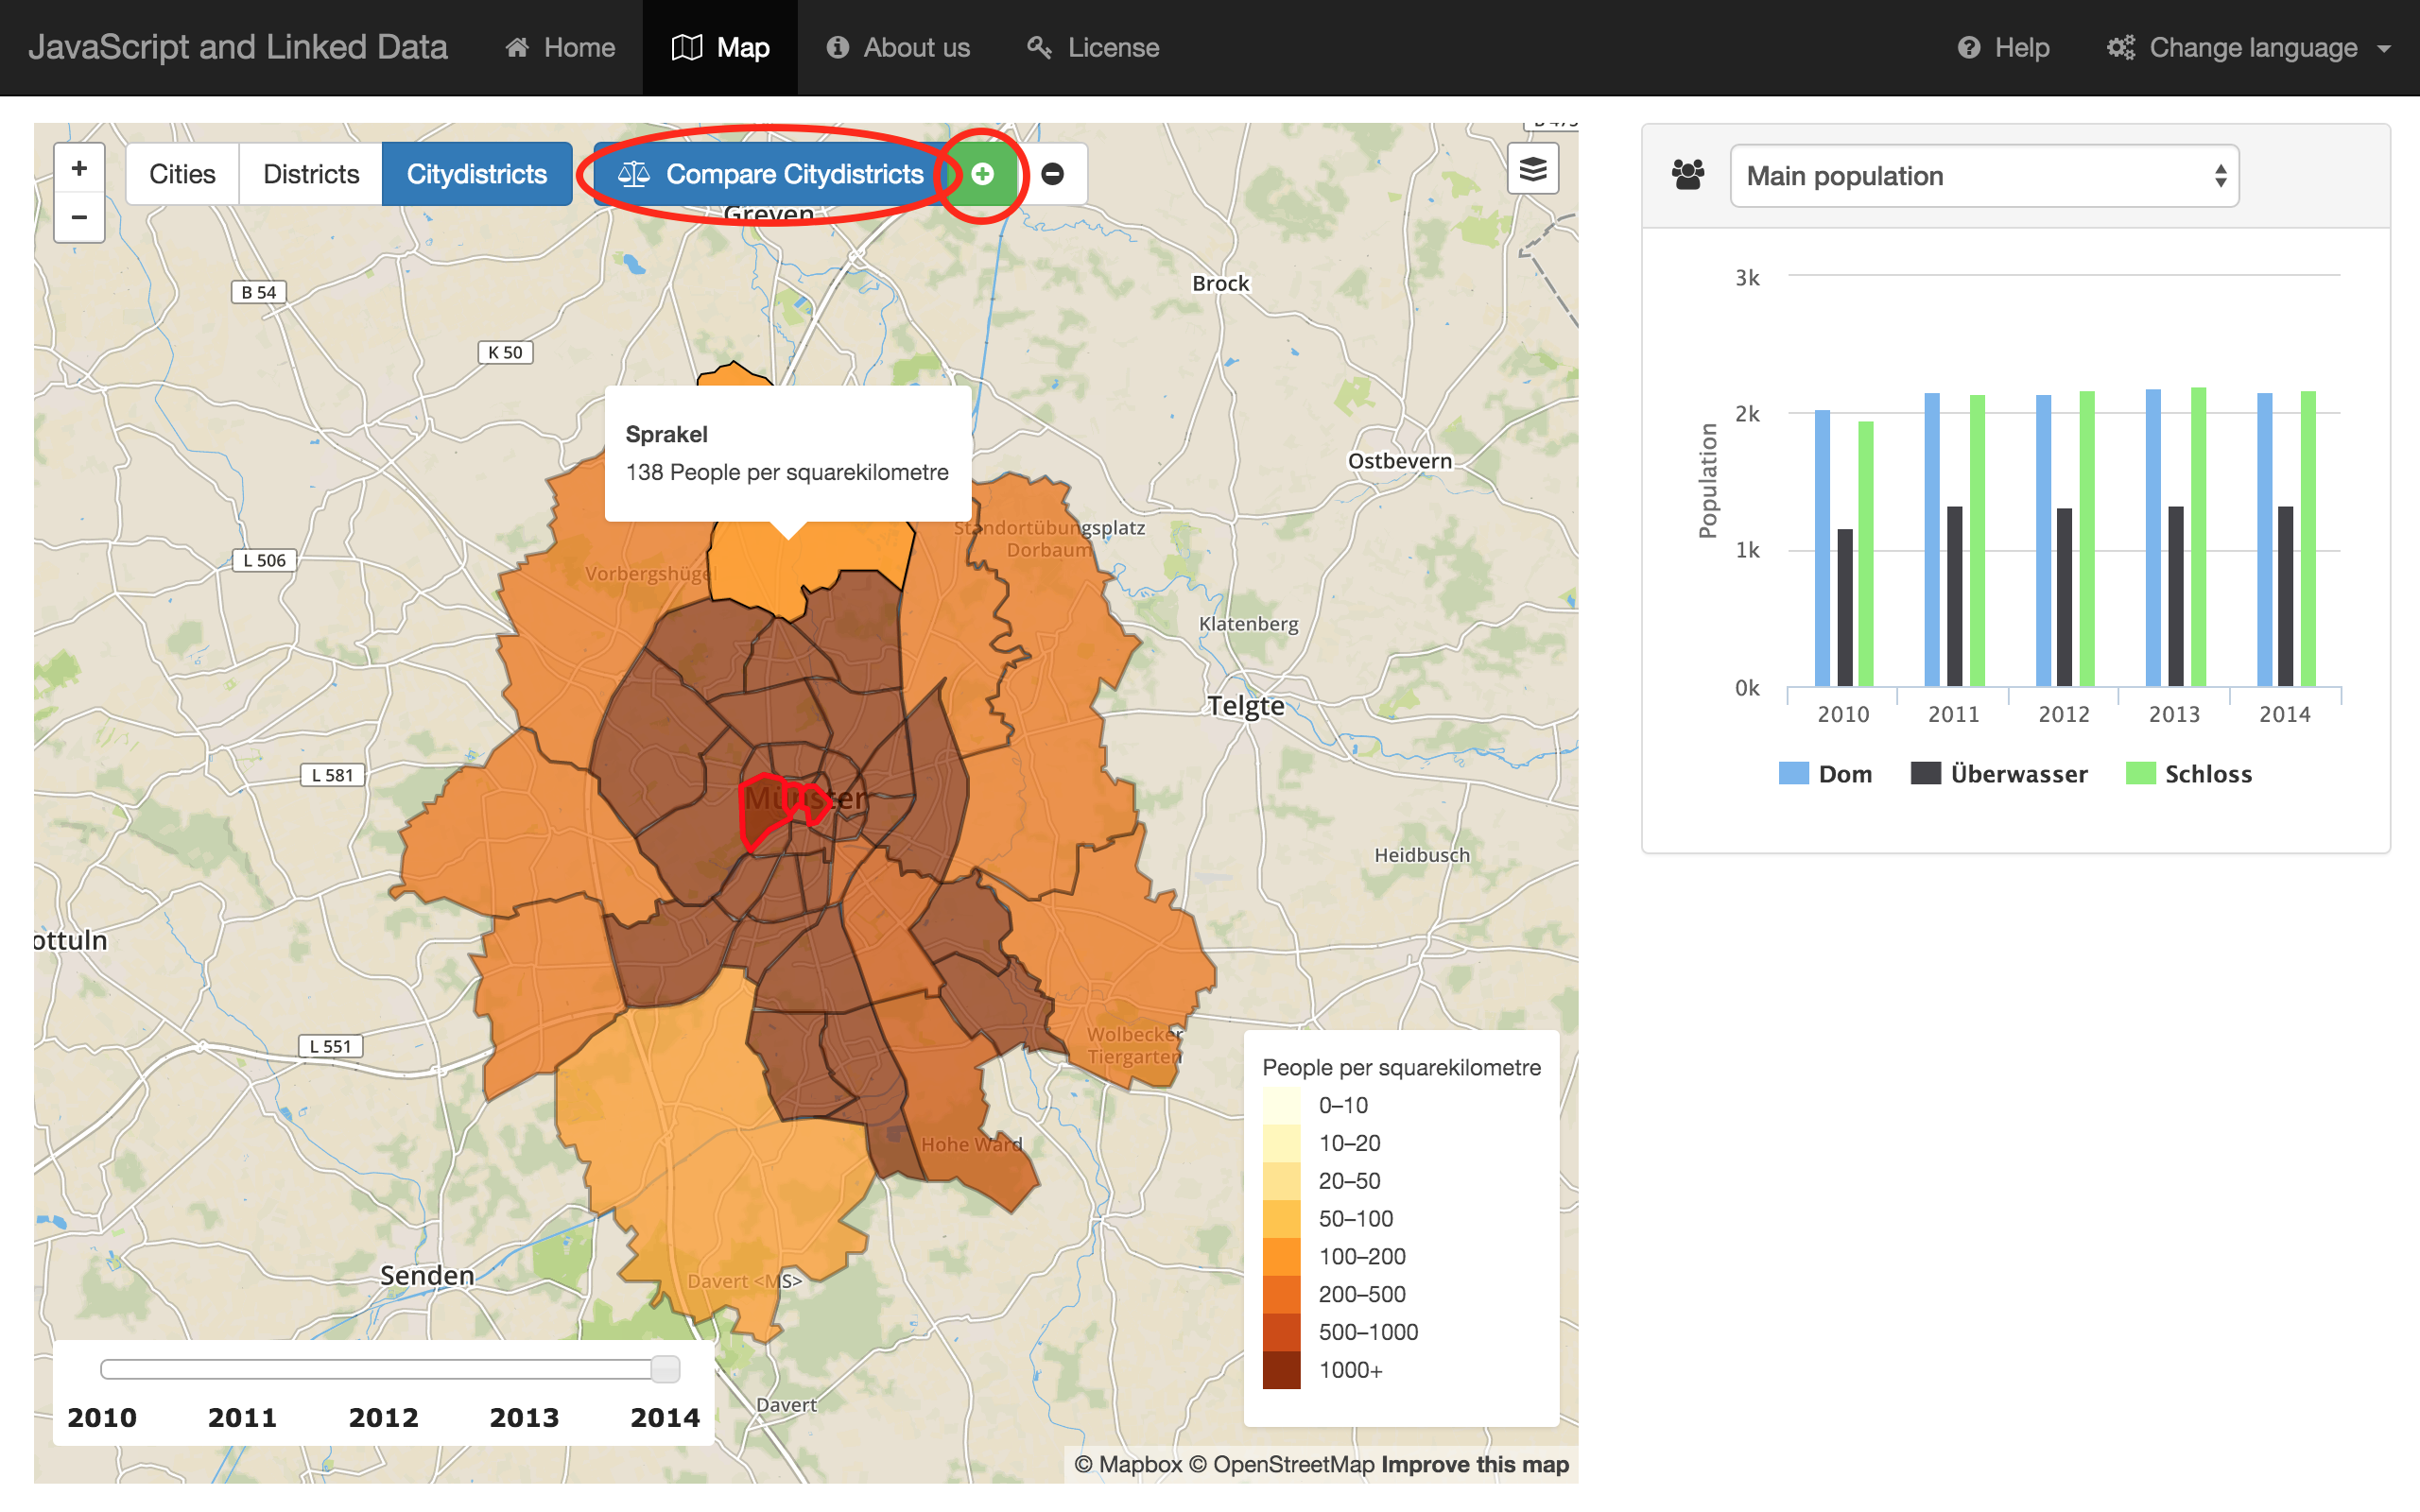 JavaScript and Linked Data Home Map About us License Help Change language
+ Cities Districts Citydistricts Compare Citydistricts
−
Greven
Main population
B 54
Brock
K 50
Sprakel
138 People per squarekilometre
Ostbevern
Standortübungsplatz
Dorbaum
L 506
Vorbergshügel
Klatenberg
Telgte
L 581
Münster
Heidbusch
ottuln
L 551
Wolbecker
Tiergarten
Hohe Ward
Senden
Davert <MS>
Davert
People per squarekilometre
0–10
10–20
20–50
50–100
100–200
200–500
500–1000
1000+
2010 2011 2012 2013 2014
© Mapbox © OpenStreetMap Improve this map
3k
2k
1k
0k
Population
2010 2011 2012 2013 2014
Dom Überwasser Schloss